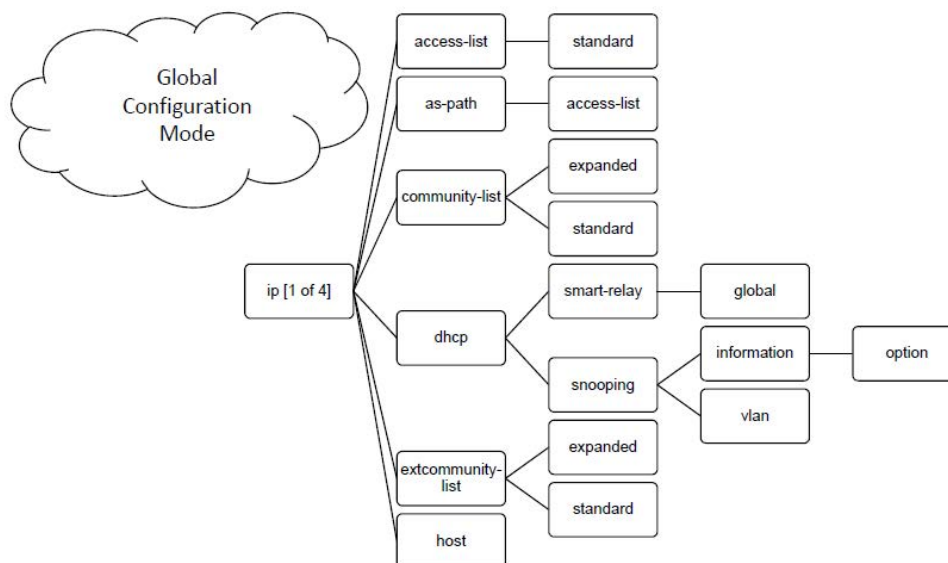 Global
Configuration
Mode
ip [1 of 4]
access-list
standard
as-path
access-list
community-list
expanded
standard
dhcp
smart-relay
global
snooping
information
option
vlan
extcommunity-
list
expanded
standard
host